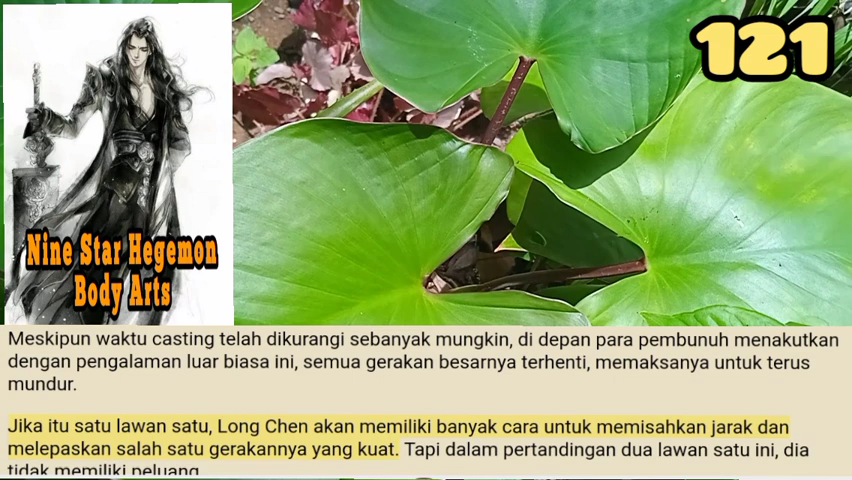 121
Nine Star Hegemon
Body Arts
Meskipun waktu casting telah dikurangi sebanyak mungkin, di depan para pembunuh menakutkan
dengan pengalaman luar biasa ini, semua gerakan besarnya terhenti, memaksanya untuk terus
mundur.
Jika itu satu lawan satu, Long Chen akan memiliki banyak cara untuk memisahkan jarak dan
melepaskan salah satu gerakannya yang kuat. Tapi dalam pertandingan dua lawan satu ini, dia
tidak memiliki peluang.